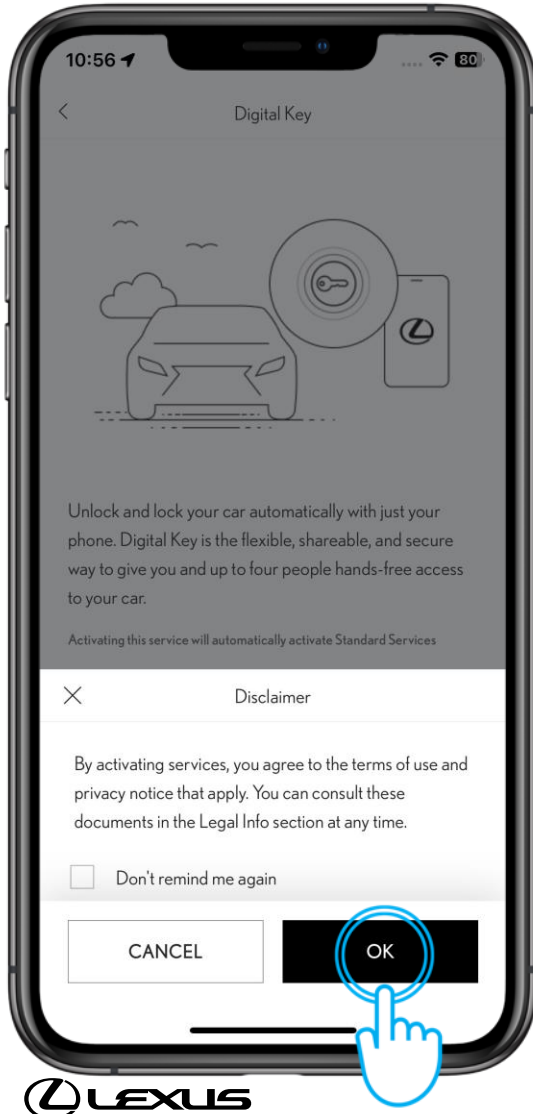 10:56
80
Digital Key
Unlock and lock your car automatically with just your
phone. Digital Key is the flexible, shareable, and secure
way to give you and up to four people hands-free access
to your car.
Activating this service will automatically activate Standard Services
Disclaimer
By activating services, you agree to the terms of use and
privacy notice that apply. You can consult these
documents in the Legal Info section at any time.
Don't remind me again
CANCEL OK
LEXUS